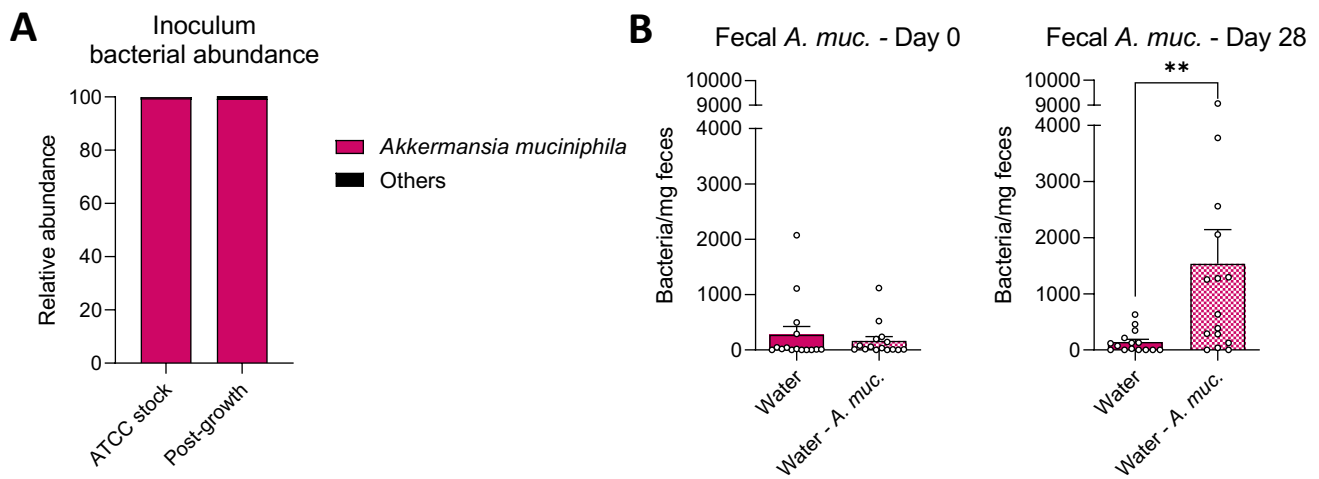 A
Inoculum
bacterial abundance
Relative abundance
100
80
60
40
20
0
ATCC stock
Post-growth
Akkermansia muciniphila
Others
B
Fecal A. muc. - Day 0
Bacteria/mg feces
10000
9000
4000
3000
2000
1000
0
Water
Water - A. muc.
Fecal A. muc. - Day 28
**
Bacteria/mg feces
10000
9000
4000
3000
2000
1000
0
Water
Water - A. muc.